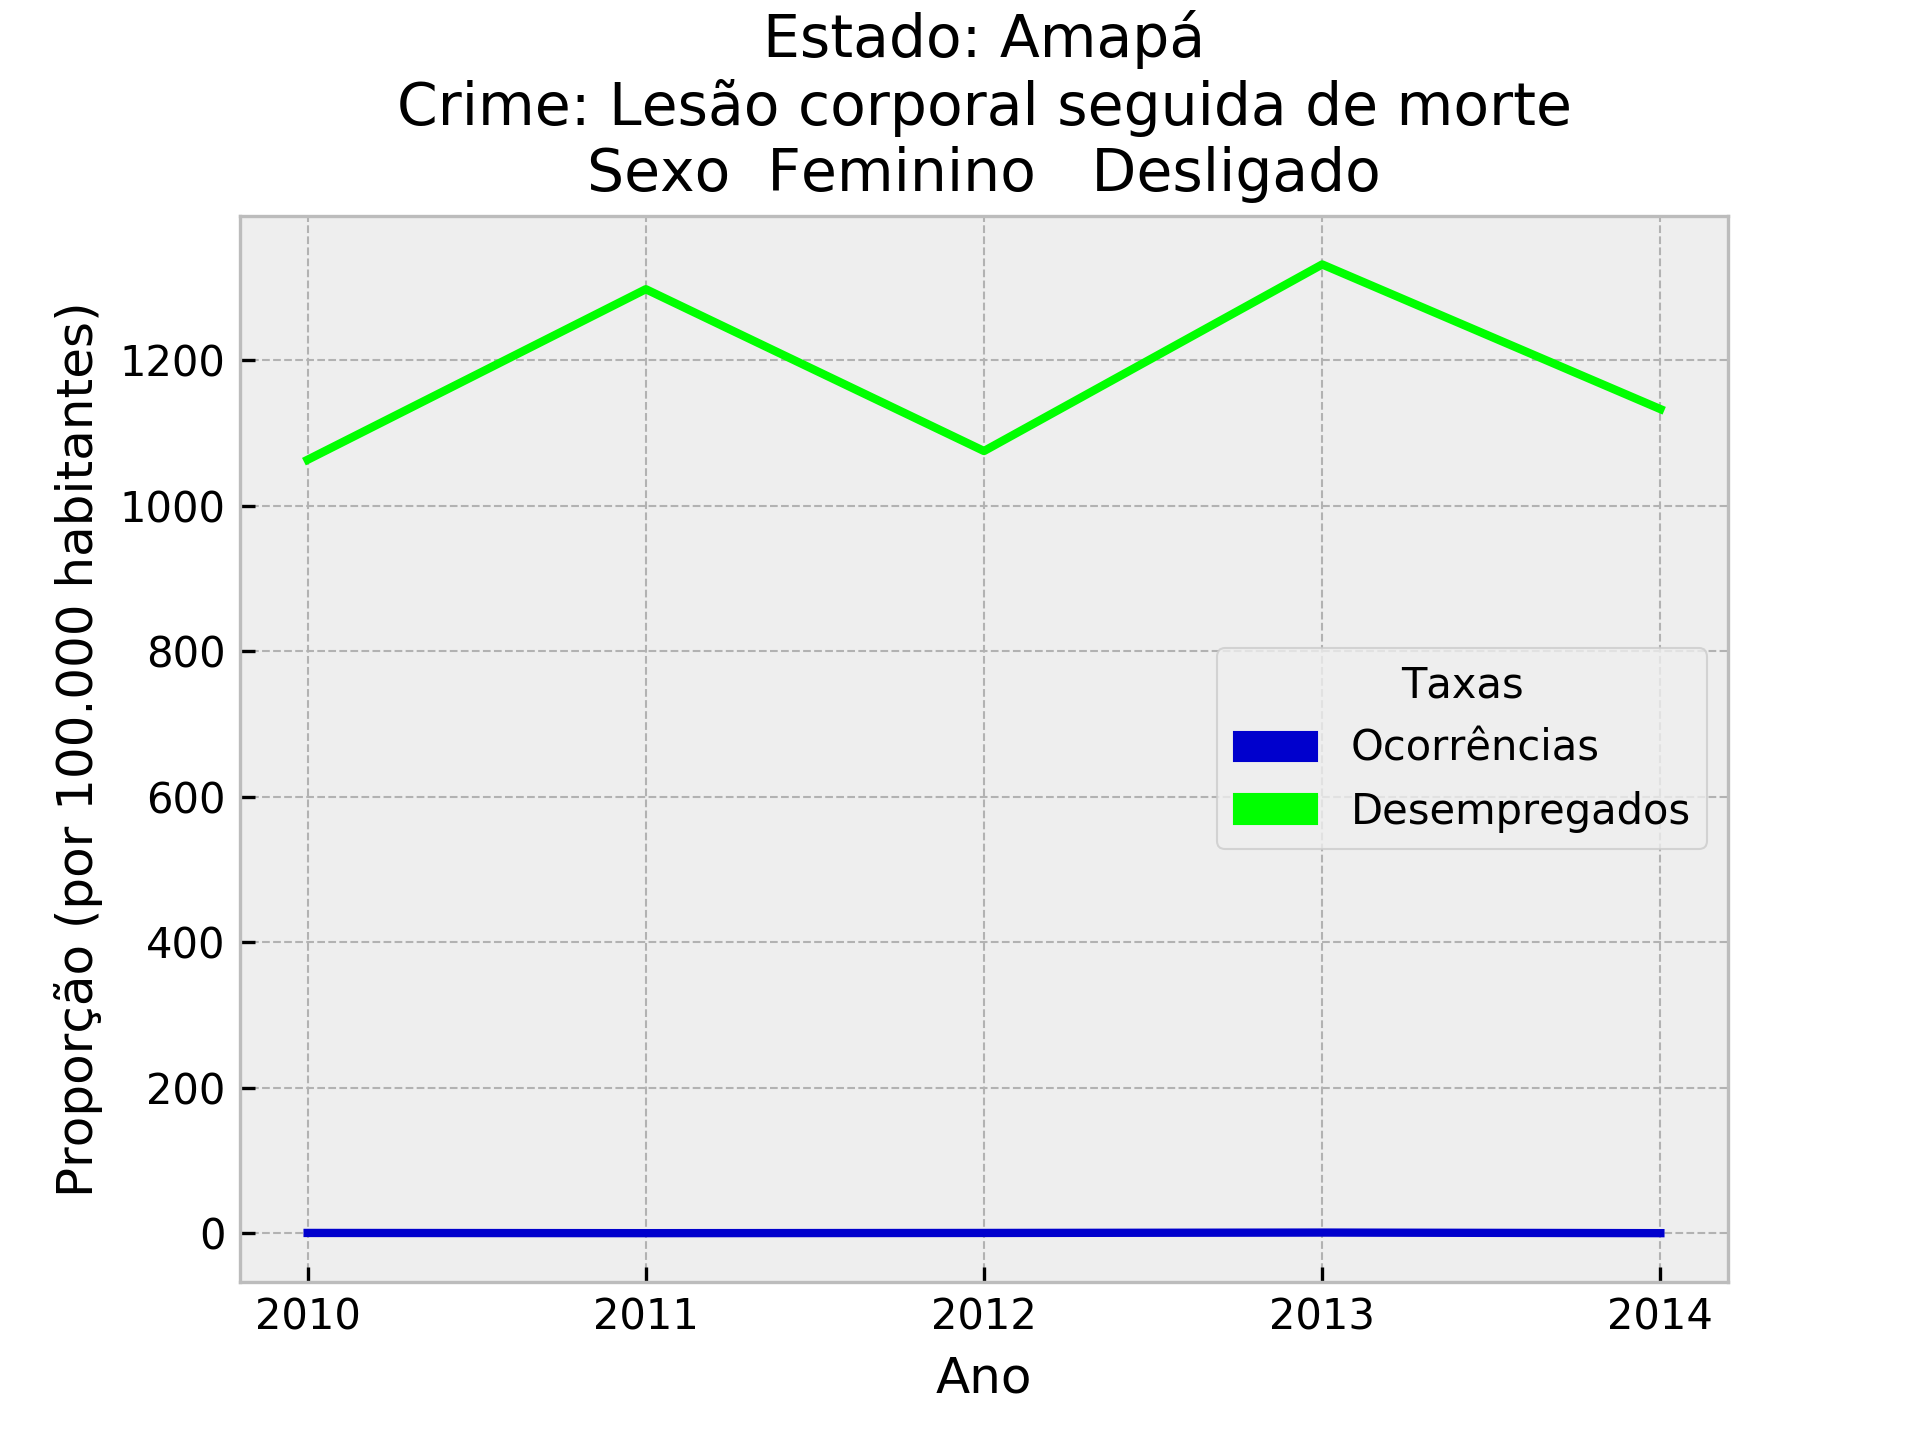 Estado: Amapá
Crime: Lesão corporal seguida de morte
Sexo  Feminino   Desligado
Proporção (por 100.000 habitantes)
1200
1000
800
600
400
200
0
Taxas
Ocorrências
Desempregados
2010 2011 2012 2013 2014
Ano